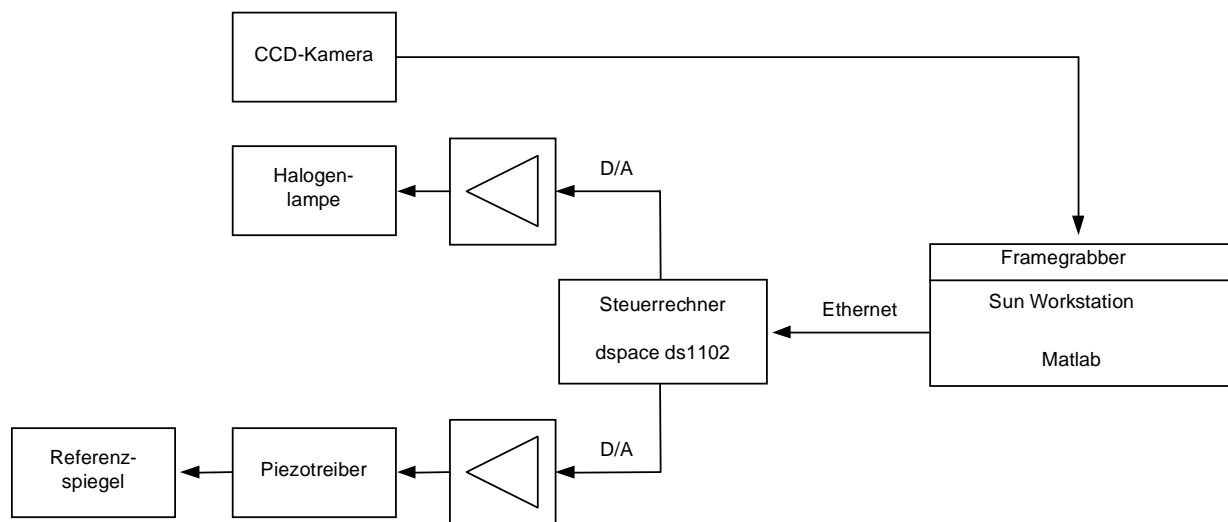 CCD-Kamera
Halogen-
lampe
D/A
Framegrabber
Sun Workstation
Matlab
Ethernet
Steuerrechner
dspace ds1102
D/A
Piezotreiber
Referenz-
spiegel